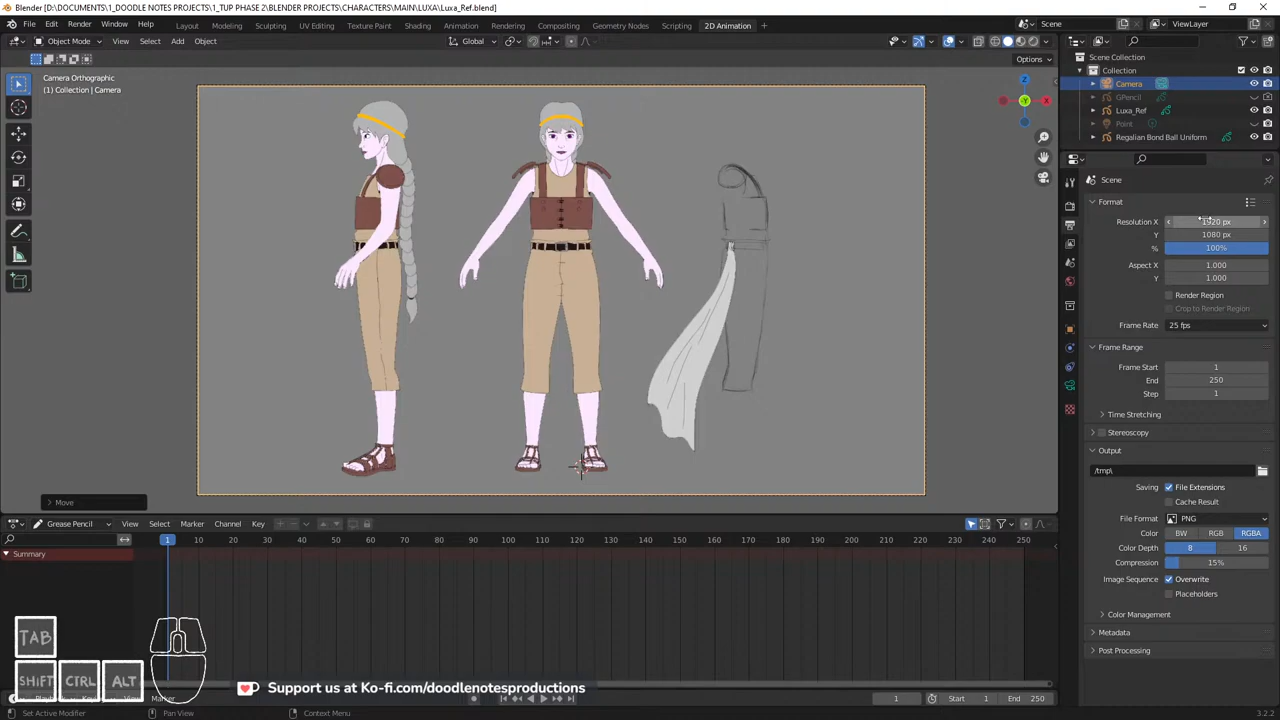 Blender [D:\DOCUMENTS\1_DOODLE NOTES PROJECTS\1_TUP PHASE 2\BLENDER PROJECTS\CHARACTERS\MAIN\LUXA\Luxa_Ref.blend]
File Edit Render Window Help Layout Modeling Sculpting UV Editing Texture Paint Shading Animation Rendering Compositing Geometry Nodes Scripting 2D Animation Scene ViewLayer
Object Mode View Select Add Object Global
Options
Camera Orthographic
(1) Collection | Camera
Z
-Y
X
Scene Collection
Collection
Camera
GPencil
Luxa_Ref
Point
Regalian Bond Ball Uniform
Scene
Format
Resolution X 1920 px
Y 1080 px
% 100%
Aspect X 1.000
Y 1.000
Render Region
Crop to Render Region
Frame Rate 25 fps
Frame Range
Frame Start 1
End 250
Step 1
Time Stretching
Stereoscopy
Output
/tmp\
Saving File Extensions
Cache Result
File Format PNG
Color BW RGB RGBA
Color Depth 8 16
Compression 15%
Image Sequence Overwrite
Placeholders
Color Management
Metadata
Post Processing
Move
Grease Pencil View Select Marker Channel Frame Key
1 10 20 30 40 50 60 70 80 90 100 110 120 130 140 150 160 170 180 190 200 210 220 230 240 250
Summary
TAB
SHIFT CTRL ALT
Support us at Ko-fi.com/doodlenotesproductions
Playback Marker 1 Start 1 End 250
Set Active Modifier Pan View Context Menu 3.2.2